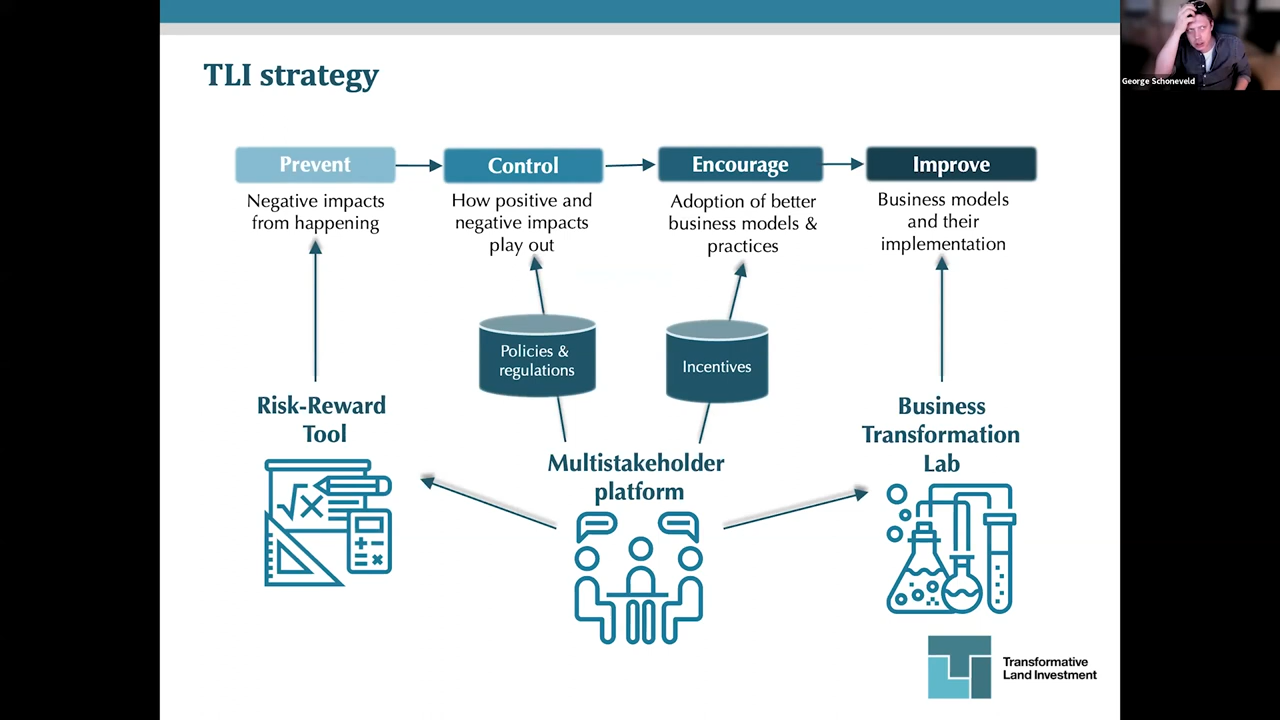 George Schoneveld
TLI strategy
Prevent
Negative impacts
from happening
Control
How positive and
negative impacts
play out
Encourage
Adoption of better
business models &
practices
Improve
Business models
and their
implementation
Policies &
regulations
Incentives
Risk-Reward
Tool
Multistakeholder
platform
Business
Transformation
Lab
Transformative
Land Investment